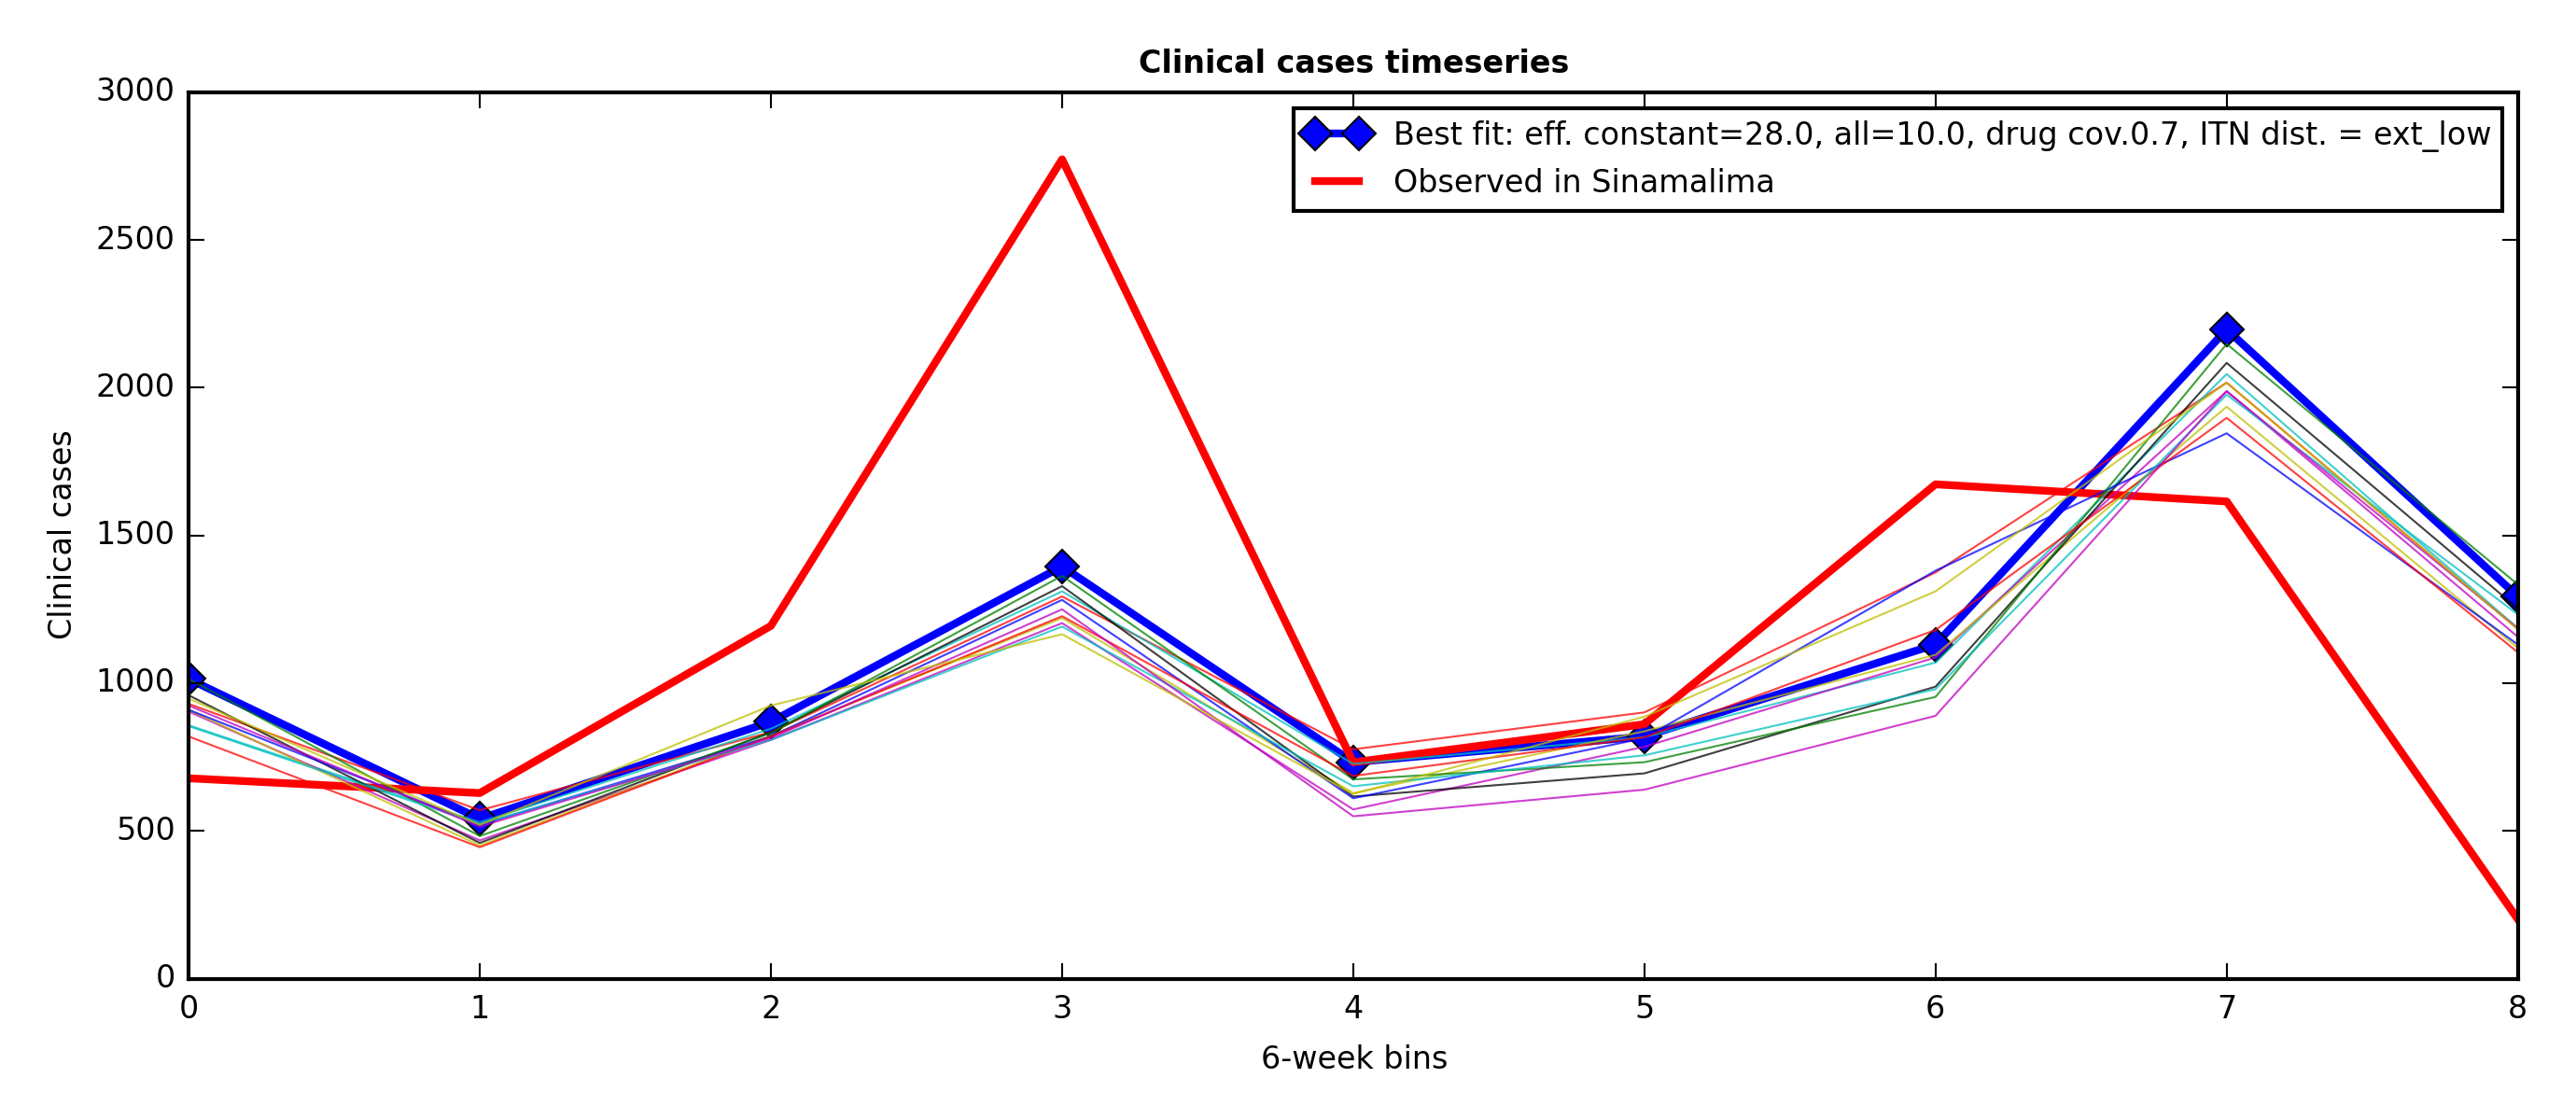 Clinical cases timeseries
3000
2500
2000
1500
1000
500
0
Clinical cases
Best fit: eff. constant=28.0, all=10.0, drug cov.0.7, ITN dist. = ext_low
Observed in Sinamalima
0 1 2 3 4 5 6 7 8
6-week bins